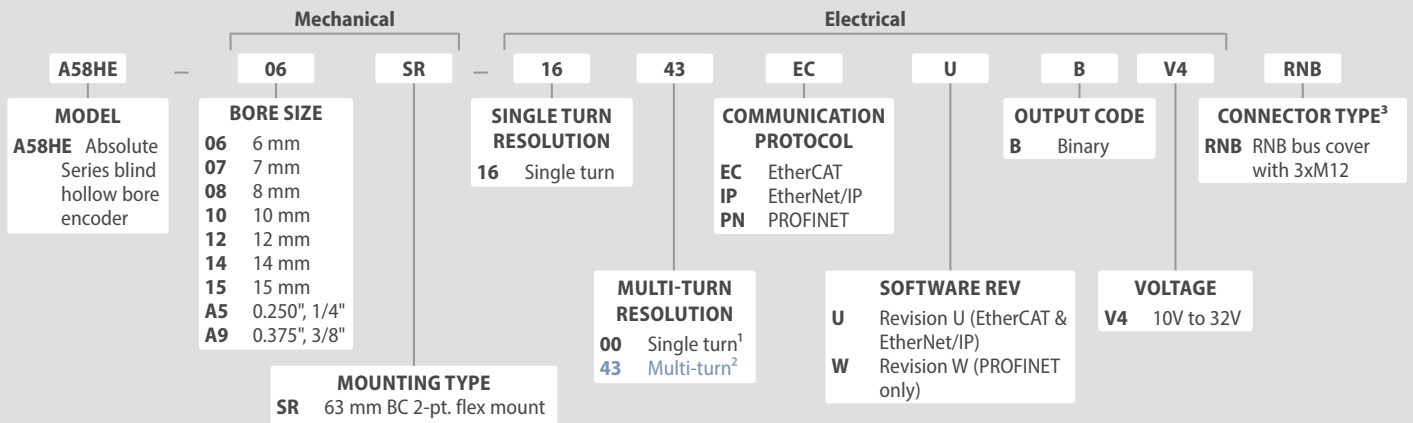 Mechanical
Electrical
A58HE – 06 SR – 16 43 EC U B V4 RNB
MODEL
A58HE Absolute
Series blind
hollow bore
encoder
BORE SIZE
06 6 mm
07 7 mm
08 8 mm
10 10 mm
12 12 mm
14 14 mm
15 15 mm
A5 0.250", 1/4"
A9 0.375", 3/8"
MOUNTING TYPE
SR 63 mm BC 2-pt. flex mount
SINGLE TURN
RESOLUTION
16 Single turn
MULTI-TURN
RESOLUTION
00 Single turn¹
43 Multi-turn²
COMMUNICATION
PROTOCOL
EC EtherCAT
IP EtherNet/IP
PN PROFINET
SOFTWARE REV
U Revision U (EtherCAT &
EtherNet/IP)
W Revision W (PROFINET
only)
OUTPUT CODE
B Binary
VOLTAGE
V4 10V to 32V
CONNECTOR TYPE³
RNB RNB bus cover
with 3xM12